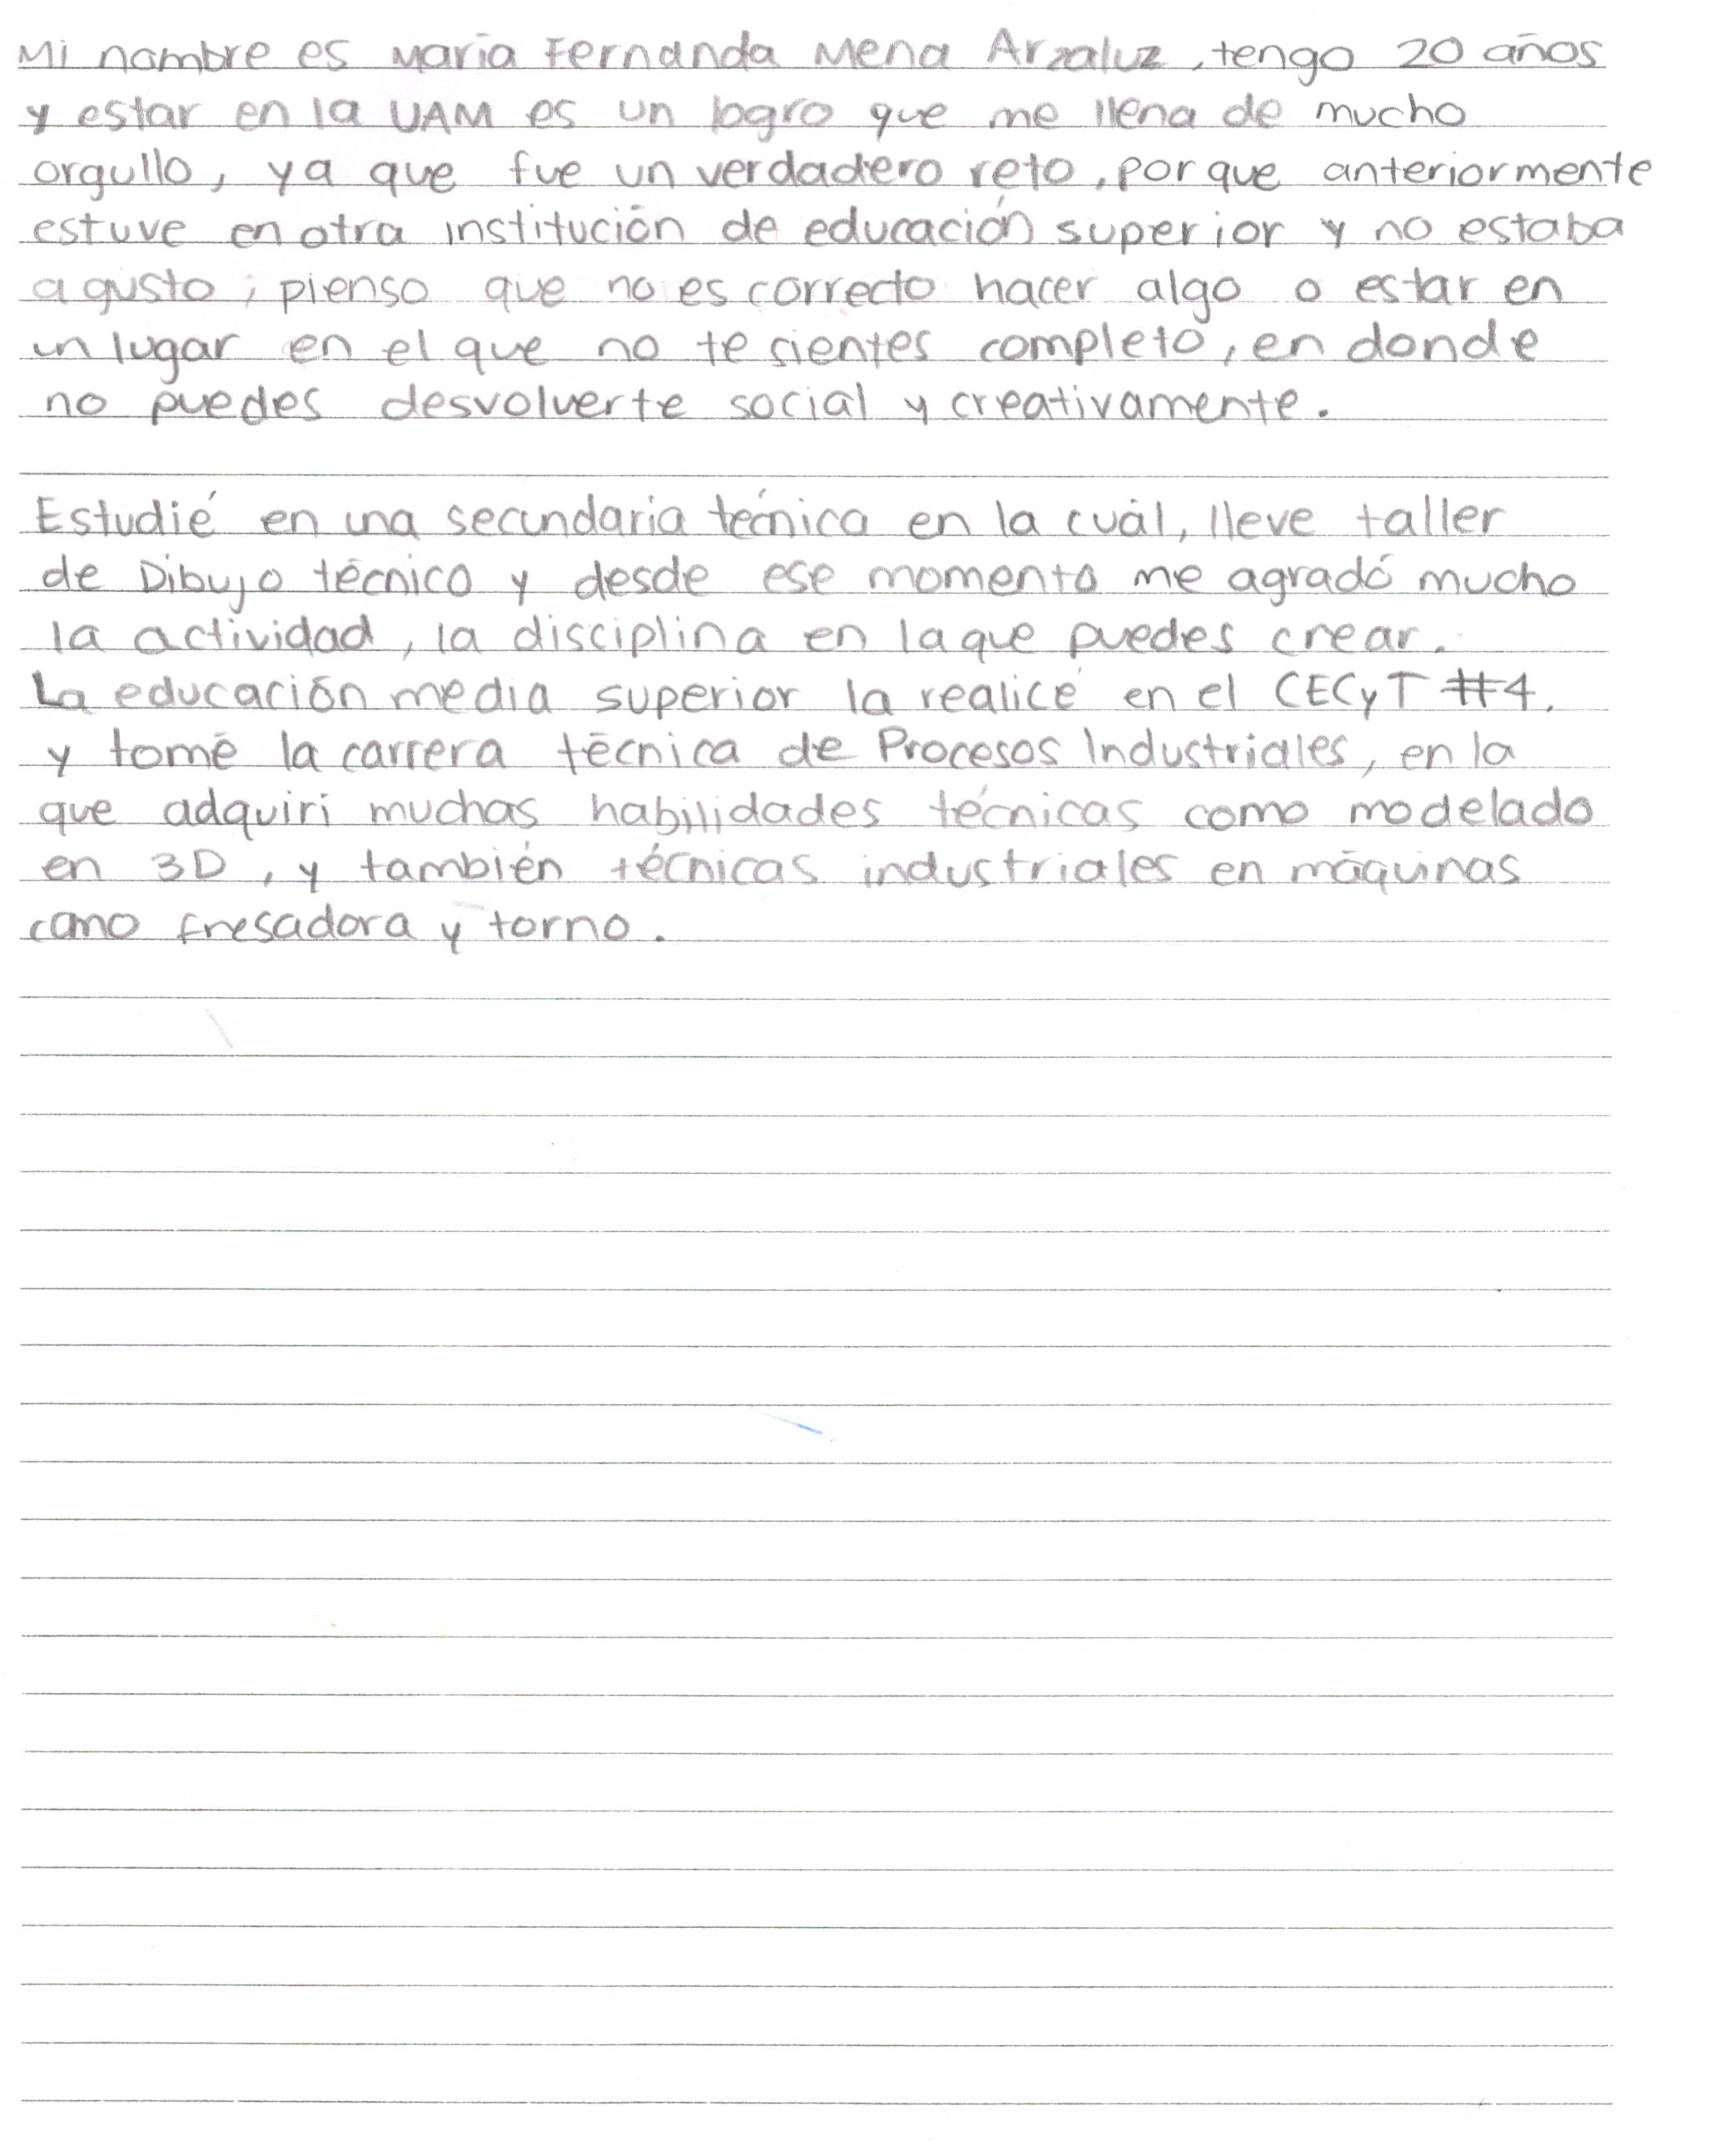 Mi nombre es María Fernanda Mena Arzaluz, tengo 20 años
y estar en la UAM es un logro que me llena de mucho
orgullo, ya que fue un verdadero reto, porque anteriormente
estuve en otra institución de educación superior y no estaba
agusto; pienso que no es correcto hacer algo o estar en
un lugar en el que no te sientes completo, en donde
no puedes desvolverte social y creativamente.
Estudié en una secundaria técnica en la cuál, lleve taller
de Dibujo técnico y desde ese momento me agradó mucho
la actividad, la disciplina en la que puedes crear.
La educación media superior la realicé en el CECyT #4,
y tomé la carrera técnica de Procesos Industriales, en la
que adquiri muchas habilidades técnicas como modelado
en 3D, y también técnicas industriales en máquinas
como fresadora y torno.